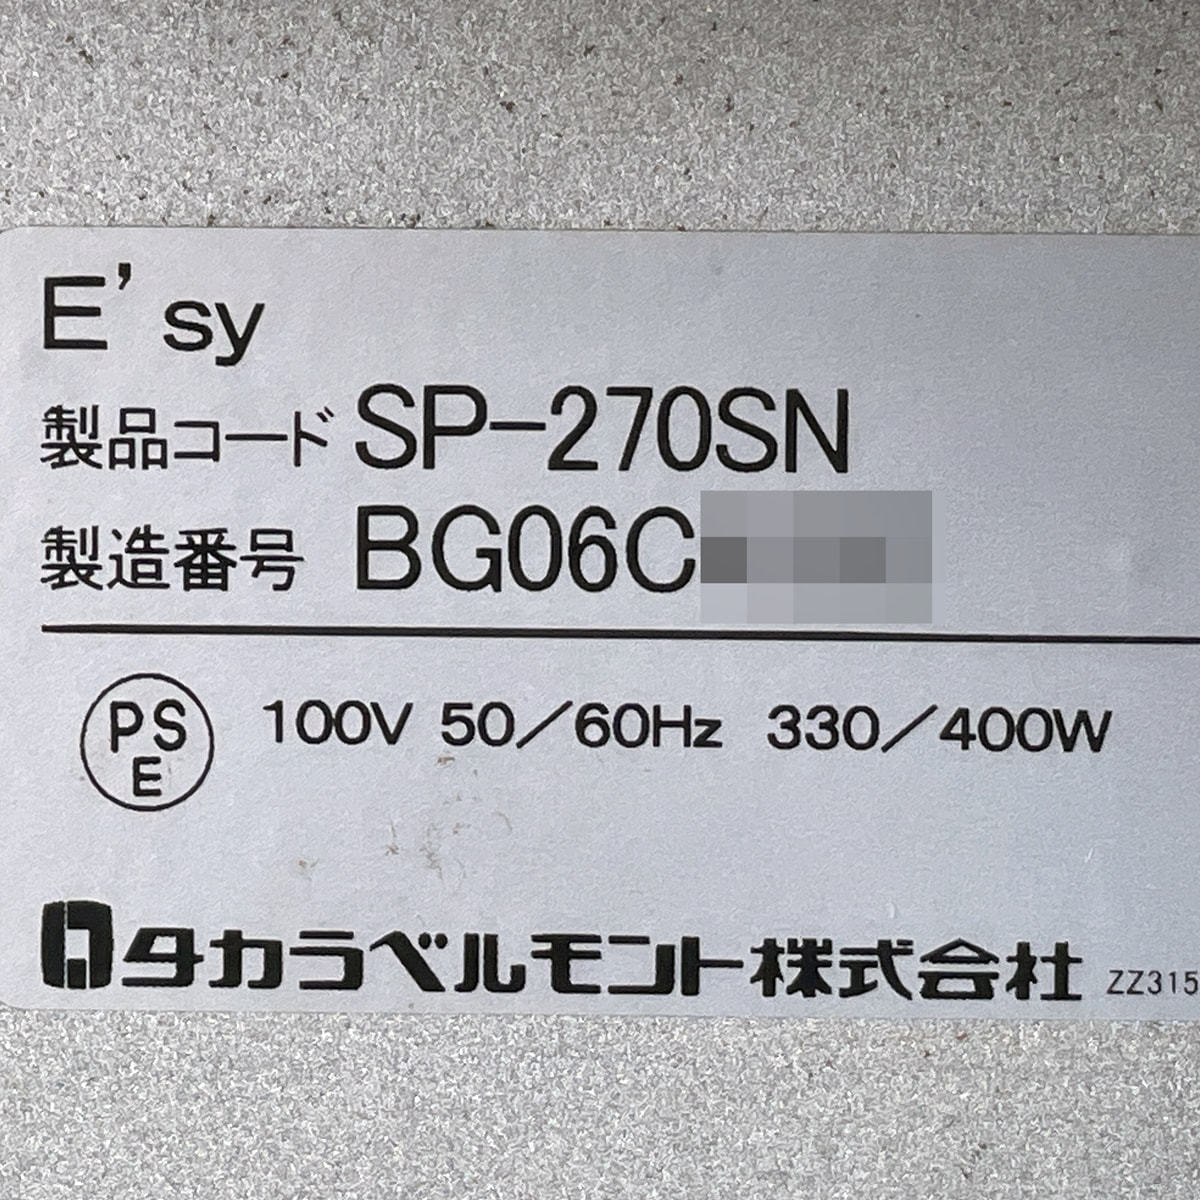 E'sy
製品コード SP-270SN
製造番号 BG06C
PS
E
100V 50/60Hz 330/400W
タカラベルモント株式会社 ZZ315